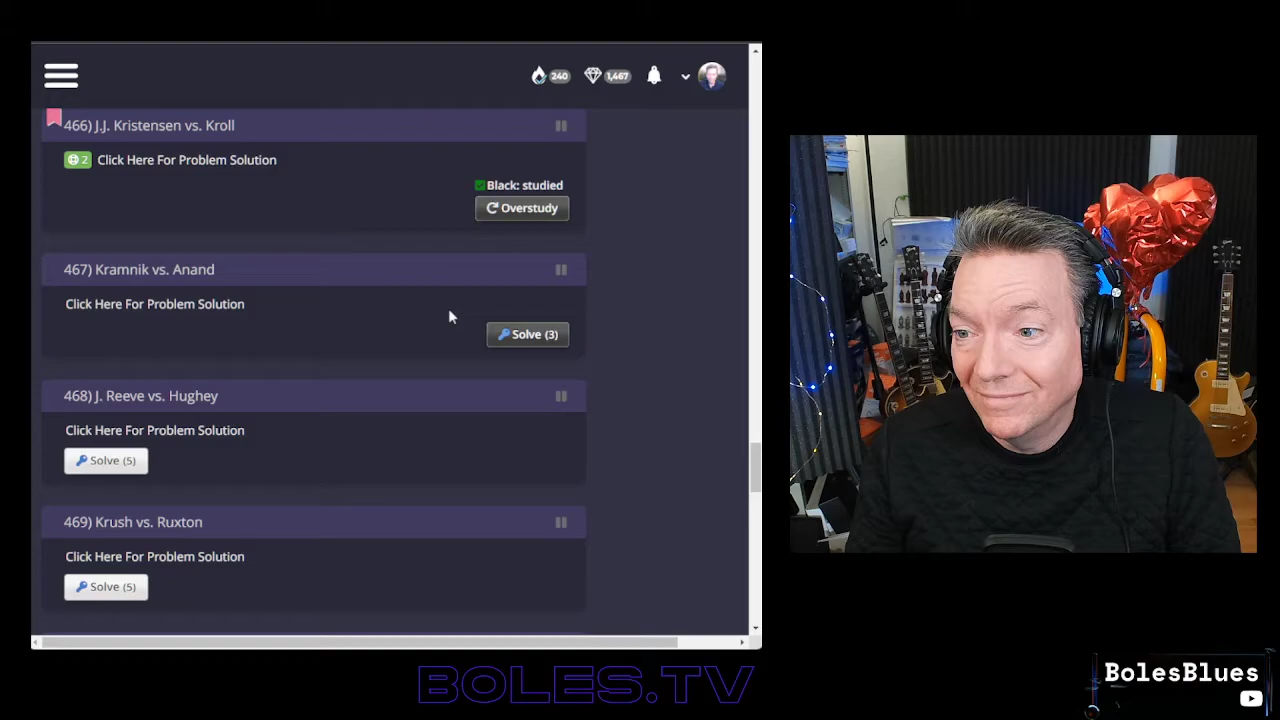 240
1,467
466) J.J. Kristensen vs. Kroll
2 Click Here For Problem Solution
Black: studied
Overstudy
467) Kramnik vs. Anand
Click Here For Problem Solution
Solve (3)
468) J. Reeve vs. Hughey
Click Here For Problem Solution
Solve (5)
469) Krush vs. Ruxton
Click Here For Problem Solution
Solve (5)
BOLES.TV
BolesBlues